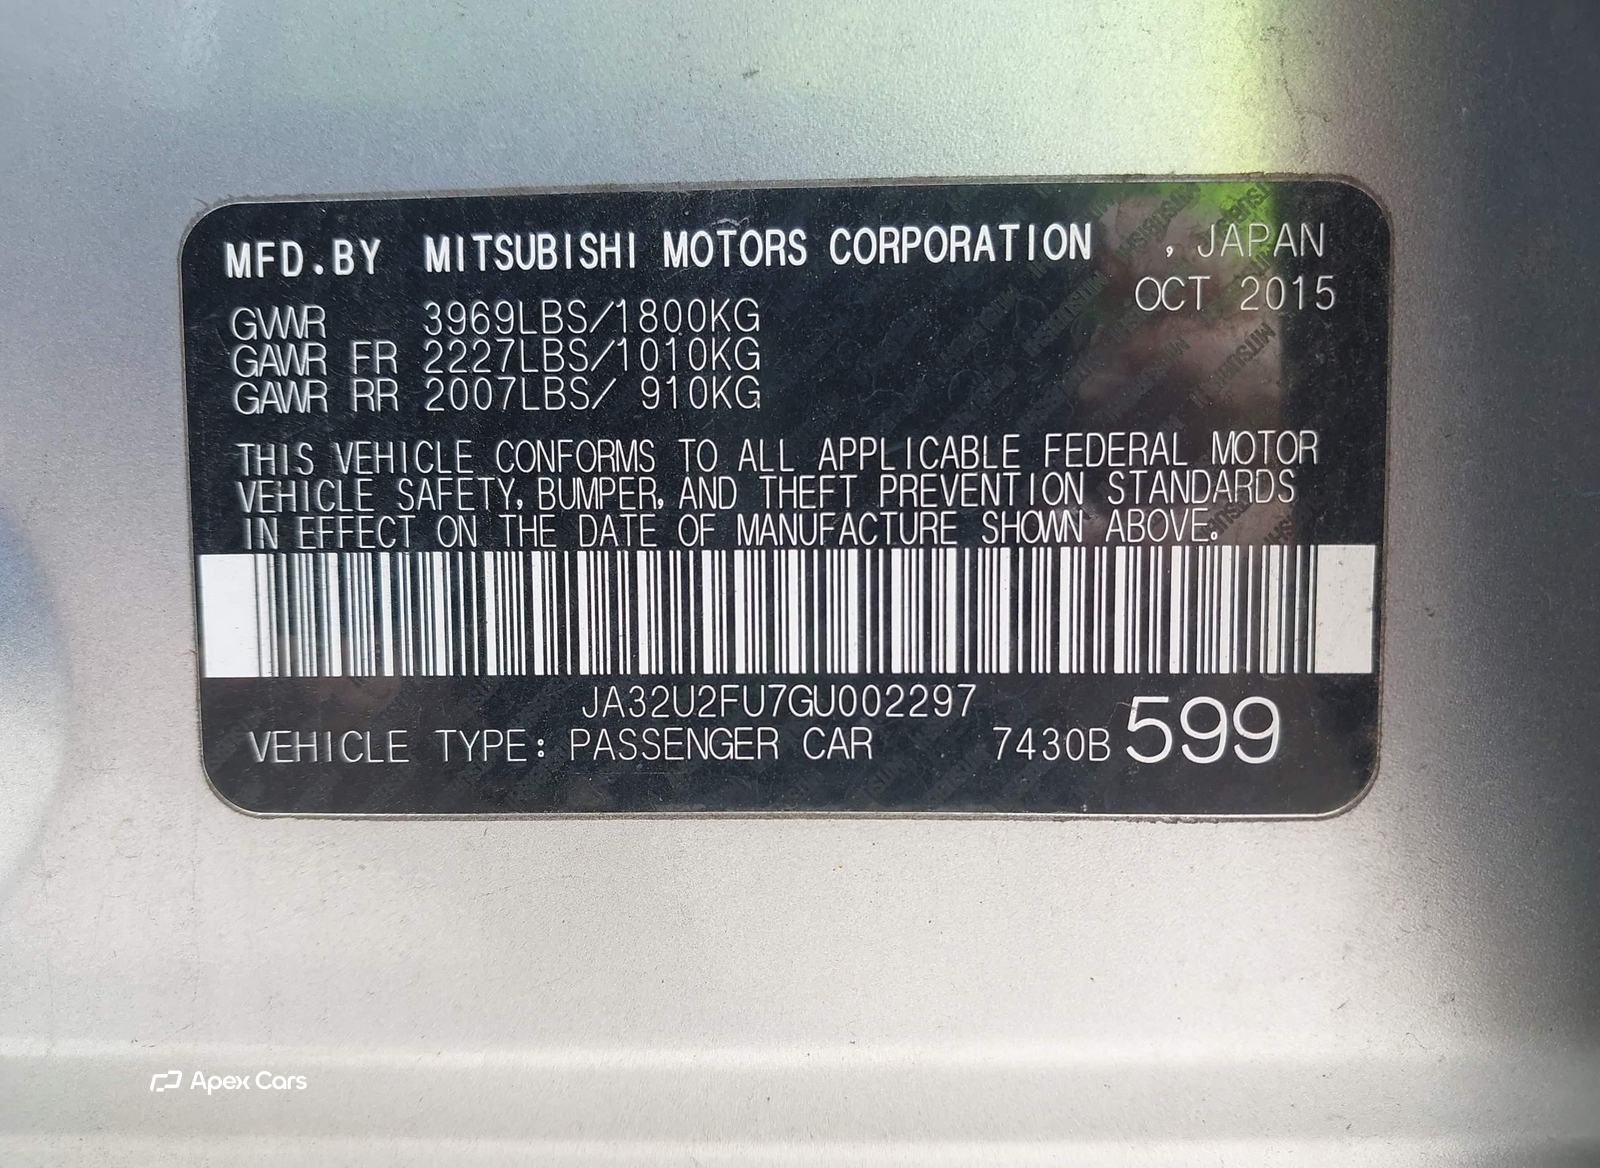 MFD.BY MITSUBISHI MOTORS CORPORATION , JAPAN
OCT 2015
GVWR 3969LBS/1800KG
GAWR FR 2227LBS/1010KG
GAWR RR 2007LBS/ 910KG
THIS VEHICLE CONFORMS TO ALL APPLICABLE FEDERAL MOTOR
VEHICLE SAFETY, BUMPER, AND THEFT PREVENTION STANDARDS
IN EFFECT ON THE DATE OF MANUFACTURE SHOWN ABOVE.
JA32U2FU7GU002297
VEHICLE TYPE: PASSENGER CAR 7430B 599
Apex Cars